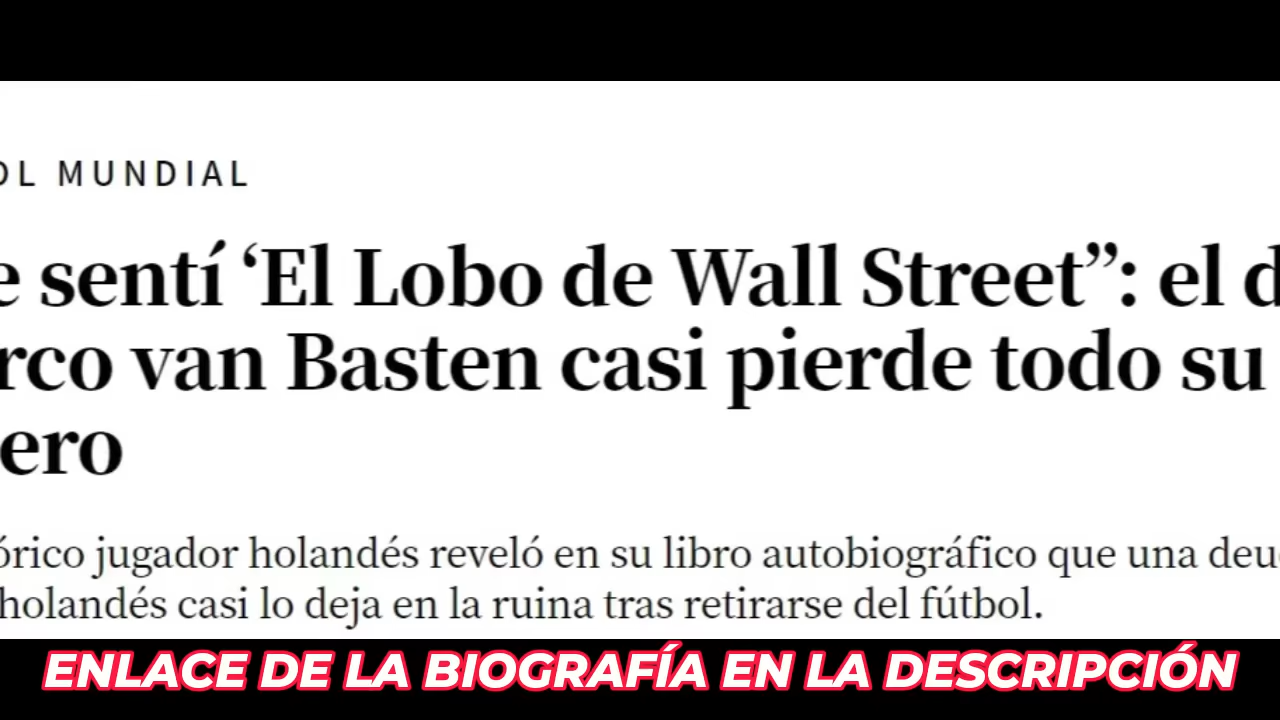 OL MUNDIAL
e sentí ‘El Lobo de Wall Street”: el d
rco van Basten casi pierde todo su
ero
órico jugador holandés reveló en su libro autobiográfico que una deu
holandés casi lo deja en la ruina tras retirarse del fútbol.
ENLACE DE LA BIOGRAFÍA EN LA DESCRIPCIÓN